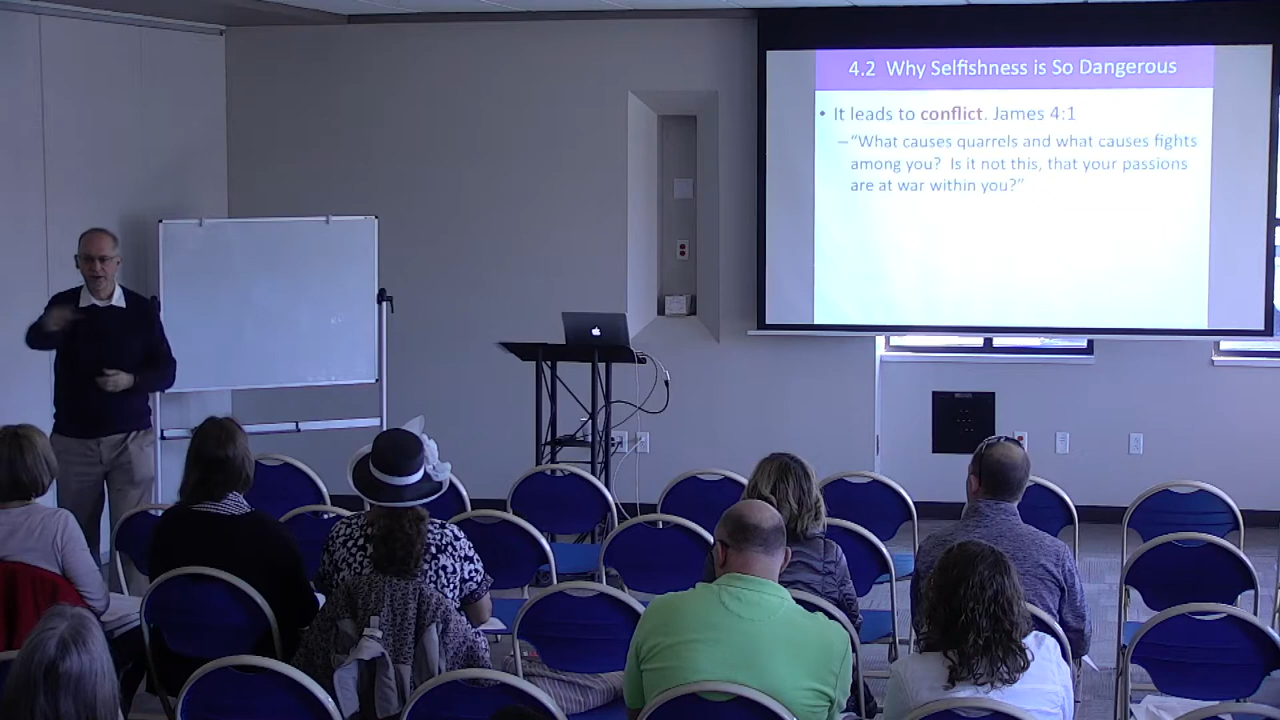 4.2 Why Selfishness is So Dangerous
• It leads to conflict. James 4:1
–“What causes quarrels and what causes fights
among you? Is it not this, that your passions
are at war within you?”